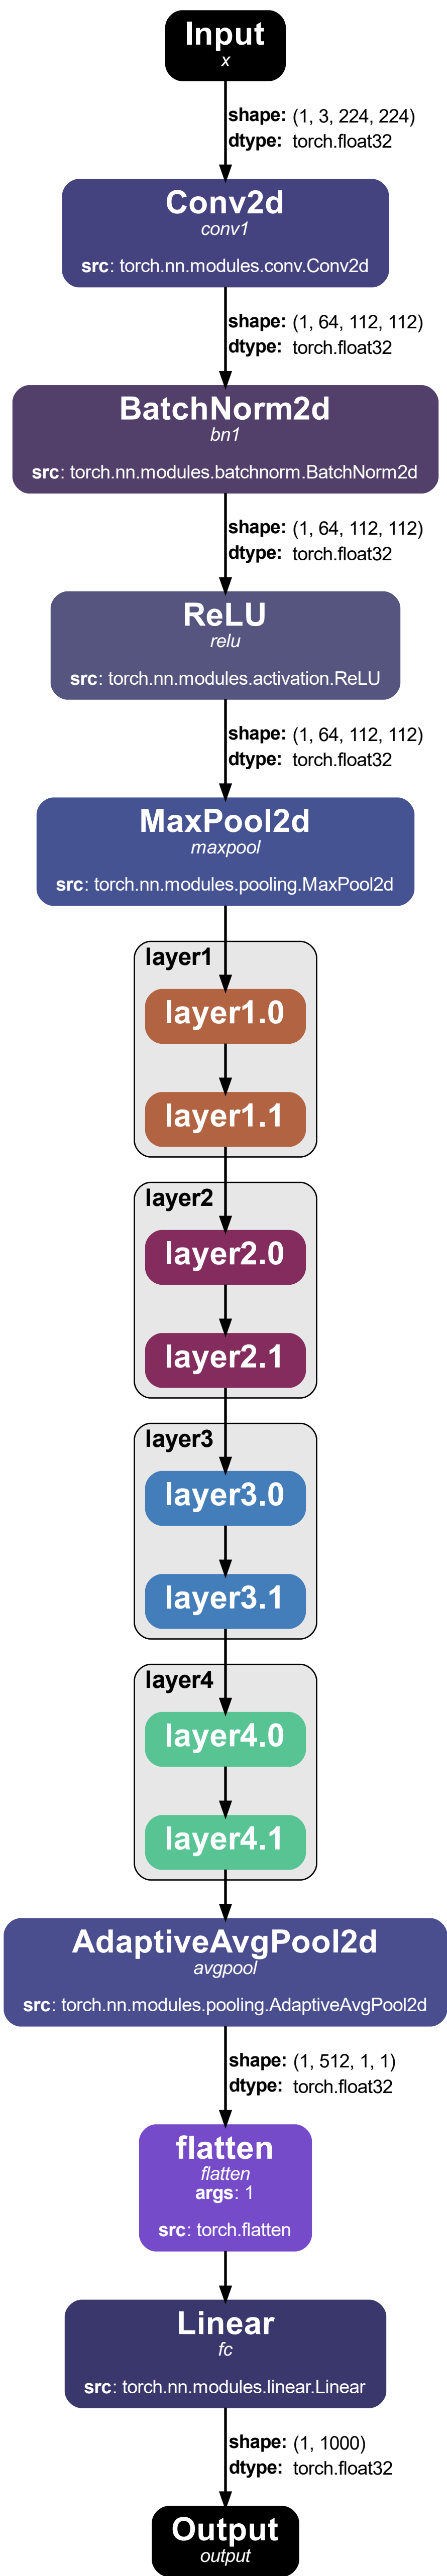 Input
x
shape: (1, 3, 224, 224)
dtype: torch.float32
Conv2d
conv1
src: torch.nn.modules.conv.Conv2d
shape: (1, 64, 112, 112)
dtype: torch.float32
BatchNorm2d
bn1
src: torch.nn.modules.batchnorm.BatchNorm2d
shape: (1, 64, 112, 112)
dtype: torch.float32
ReLU
relu
src: torch.nn.modules.activation.ReLU
shape: (1, 64, 112, 112)
dtype: torch.float32
MaxPool2d
maxpool
src: torch.nn.modules.pooling.MaxPool2d
layer1
layer1.0
layer1.1
layer2
layer2.0
layer2.1
layer3
layer3.0
layer3.1
layer4
layer4.0
layer4.1
AdaptiveAvgPool2d
avgpool
src: torch.nn.modules.pooling.AdaptiveAvgPool2d
shape: (1, 512, 1, 1)
dtype: torch.float32
flatten
flatten
args: 1
src: torch.flatten
Linear
fc
src: torch.nn.modules.linear.Linear
shape: (1, 1000)
dtype: torch.float32
Output
output